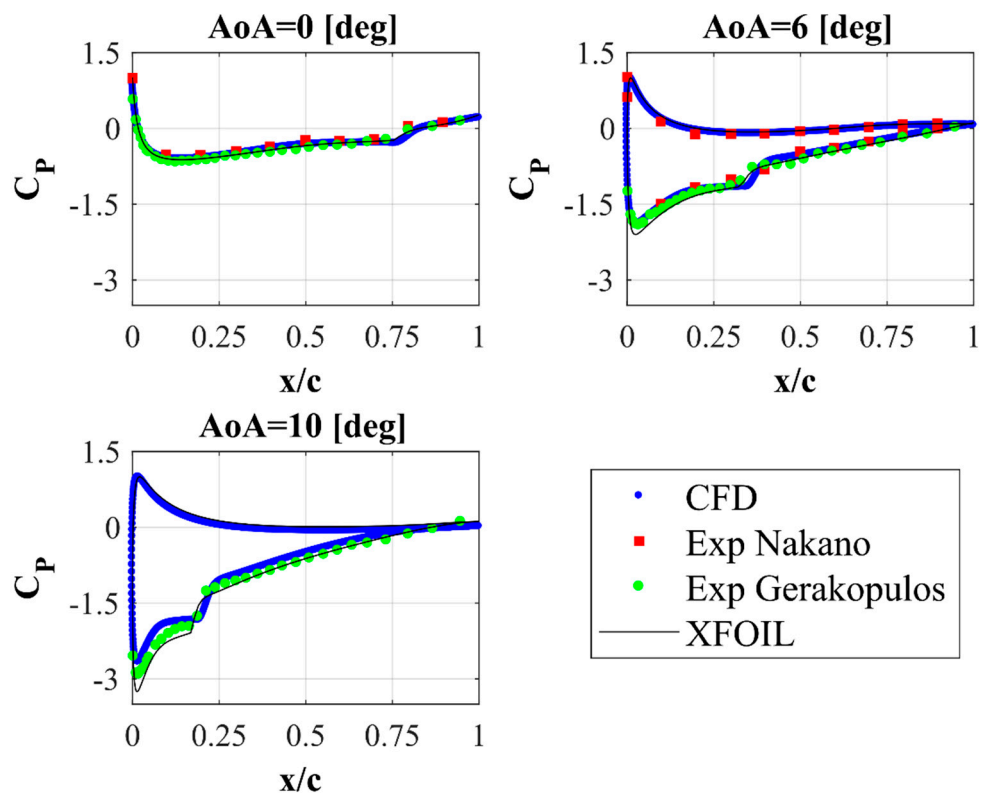 AoA=0 [deg]
1.5
0
-1.5
-3
C_P
0 0.25 0.5 0.75 1
x/c
AoA=6 [deg]
1.5
0
-1.5
-3
C_P
0 0.25 0.5 0.75 1
x/c
AoA=10 [deg]
1.5
0
-1.5
-3
C_P
0 0.25 0.5 0.75 1
x/c
CFD
Exp Nakano
Exp Gerakopulos
XFOIL